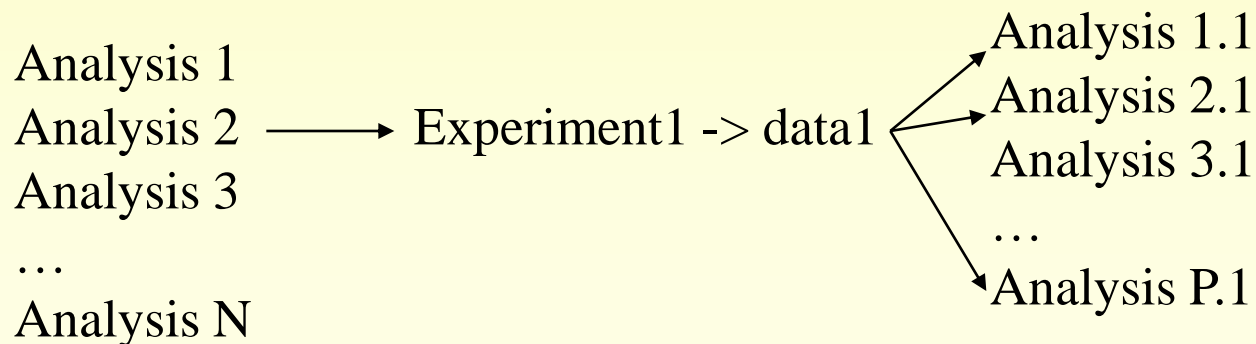 Analysis 1
Analysis 2
Analysis 3
…
Analysis N
Experiment1 -> data1
Analysis 1.1
Analysis 2.1
Analysis 3.1
…
Analysis P.1